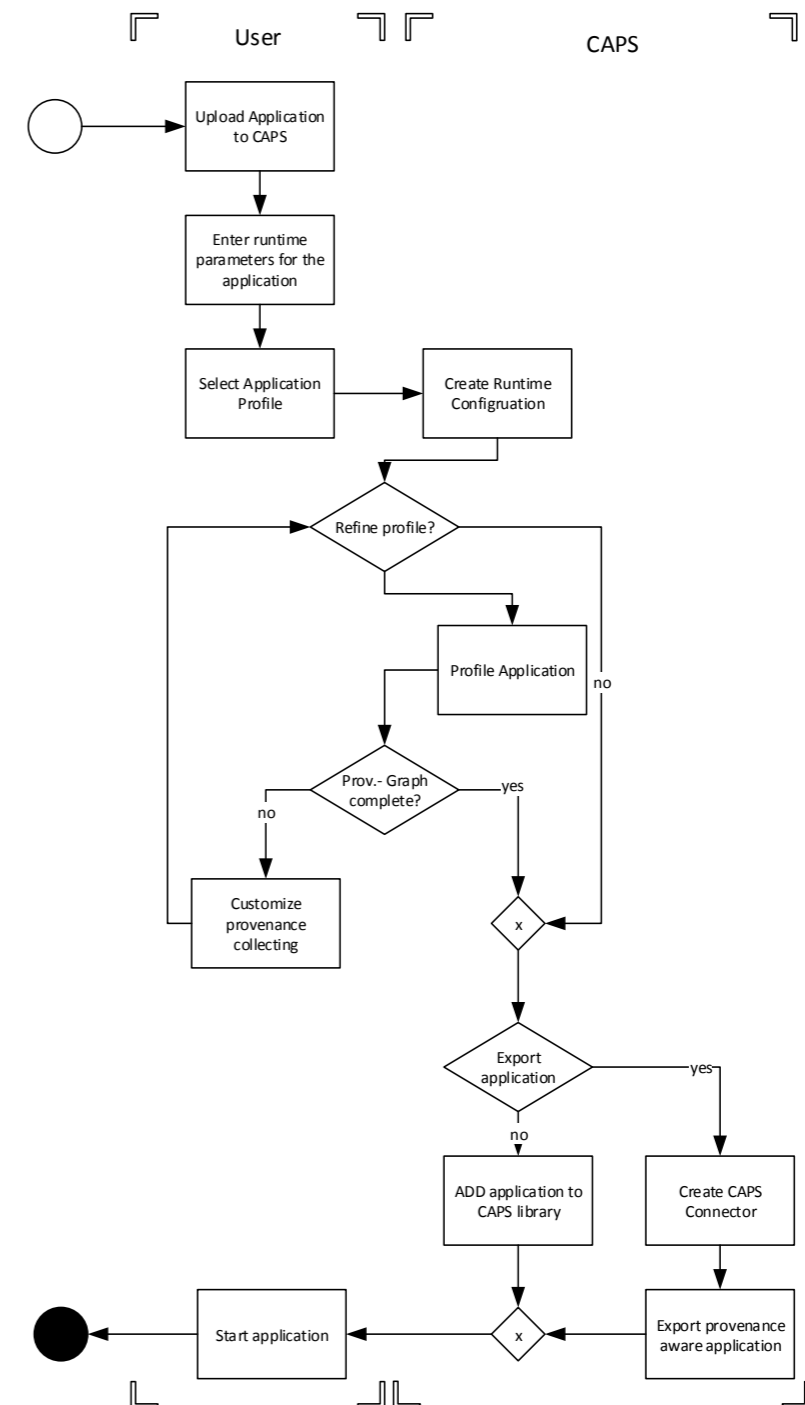 User
CAPS
Upload Application
to CAPS
Enter runtime
parameters for the
application
Select Application
Profile
Create Runtime
Configruation
Refine profile?
Profile Application
no
Prov.- Graph
complete?
yes
no
Customize
provenance
collecting
x
Export
application
yes
no
ADD application to
CAPS library
Create CAPS
Connector
Start application
x
Export provenance
aware application